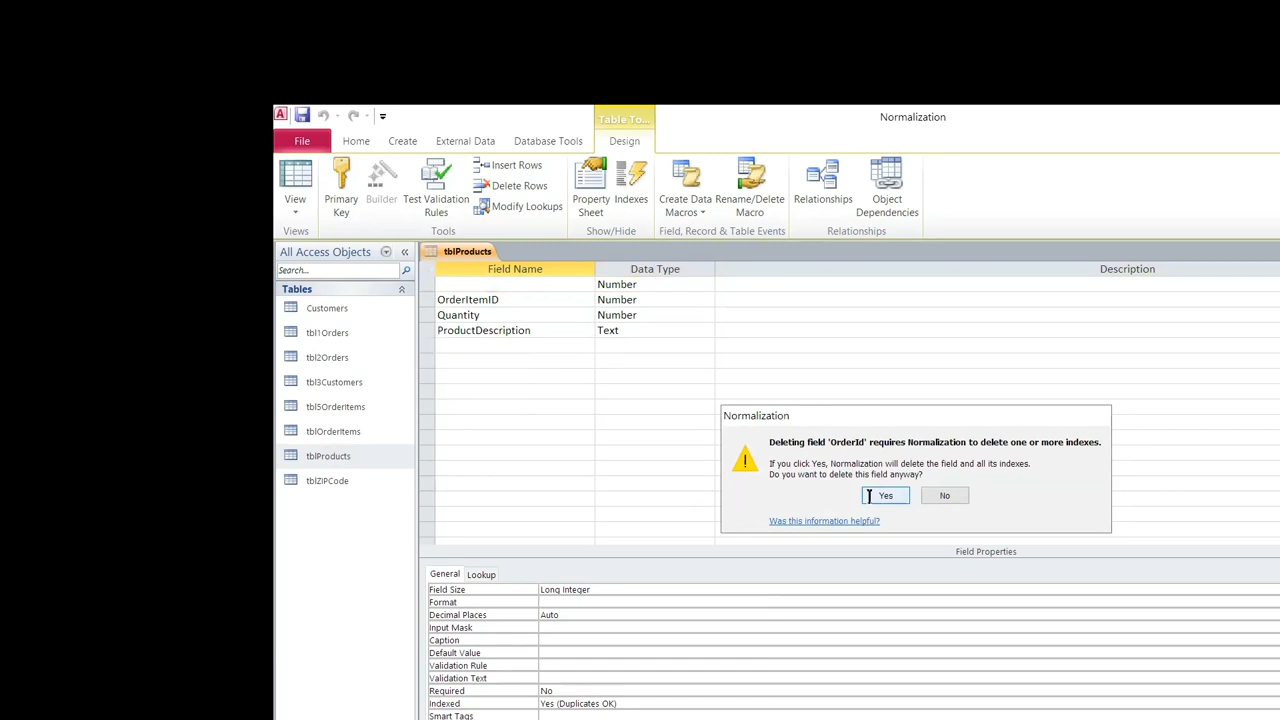 A
Table To...
Normalization
File
Home
Create
External Data
Database Tools
Design
View
Primary Key
Builder
Test Validation Rules
Insert Rows
Delete Rows
Modify Lookups
Property Sheet
Indexes
Create Data Macros
Rename/Delete Macro
Relationships
Object Dependencies
Views
Tools
Show/Hide
Field, Record & Table Events
Relationships
All Access Objects
Search...
Tables
Customers
tbl1Orders
tbl2Orders
tbl3Customers
tbl5OrderItems
tblOrderItems
tblProducts
tblZIPCode
tblProducts
Field Name Data Type Description
Number
OrderItemID Number
Quantity Number
ProductDescription Text
Normalization
Deleting field 'OrderId' requires Normalization to delete one or more indexes.
If you click Yes, Normalization will delete the field and all its indexes.
Do you want to delete this field anyway?
Yes No
Was this information helpful?
Field Properties
General Lookup
Field Size Long Integer
Format
Decimal Places Auto
Input Mask
Caption
Default Value
Validation Rule
Validation Text
Required No
Indexed Yes (Duplicates OK)
Smart Tags